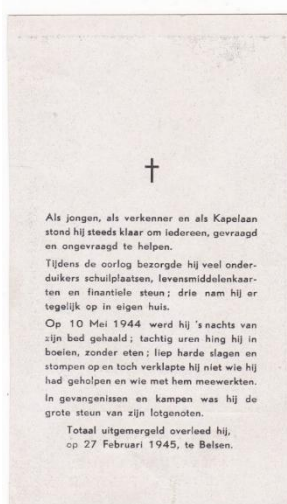 Als jongen, als verkenner en als Kapelaan
stond hij steeds klaar om iedereen, gevraagd
en ongevraagd te helpen.
Tijdens de oorlog bezorgde hij veel onder-
duikers schuilplaatsen, levensmiddelenkaar-
ten en finantiele steun; drie nam hij er
tegelijk op in eigen huis.
Op 10 Mei 1944 werd hij 's nachts van
zijn bed gehaald; tachtig uren hing hij in
boeien, zonder eten; liep harde slagen en
stompen op en toch verklapte hij niet wie hij
had geholpen en wie met hem meewerkten.
In gevangenissen en kampen was hij de
grote steun van zijn lotgenoten.
Totaal uitgemergeld overleed hij,
op 27 Februari 1945, te Belsen.